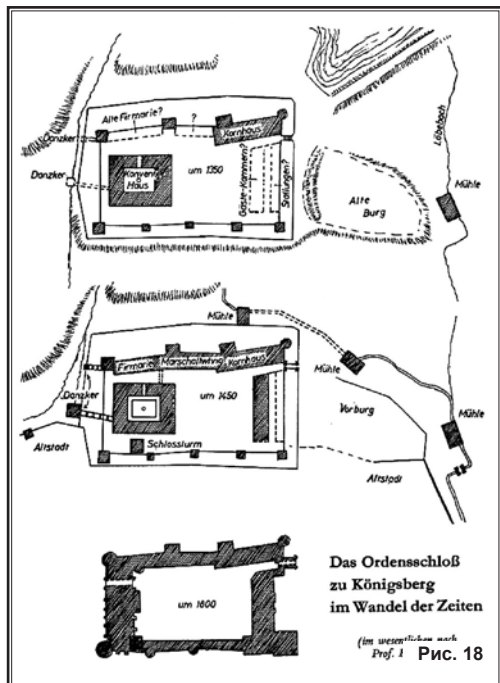 Alte Firmarie?
?
Kornhaus
Danzker
Danzker
Konvents
Haus
um 1350
Gäste-Kammern?
Stallungen?
Alte
Burg
Löbebach
Mühle
Mühle
Firmarie
Marschallwhng
Kornhaus
Mühle
Danzker
um 1450
Vorburg
Mühle
Altstadt
Schlossturm
Altstadt
um 1600
Das Ordensschloß
zu Königsberg
im Wandel der Zeiten
(im wesentlichen nach
Prof.
Рис. 18